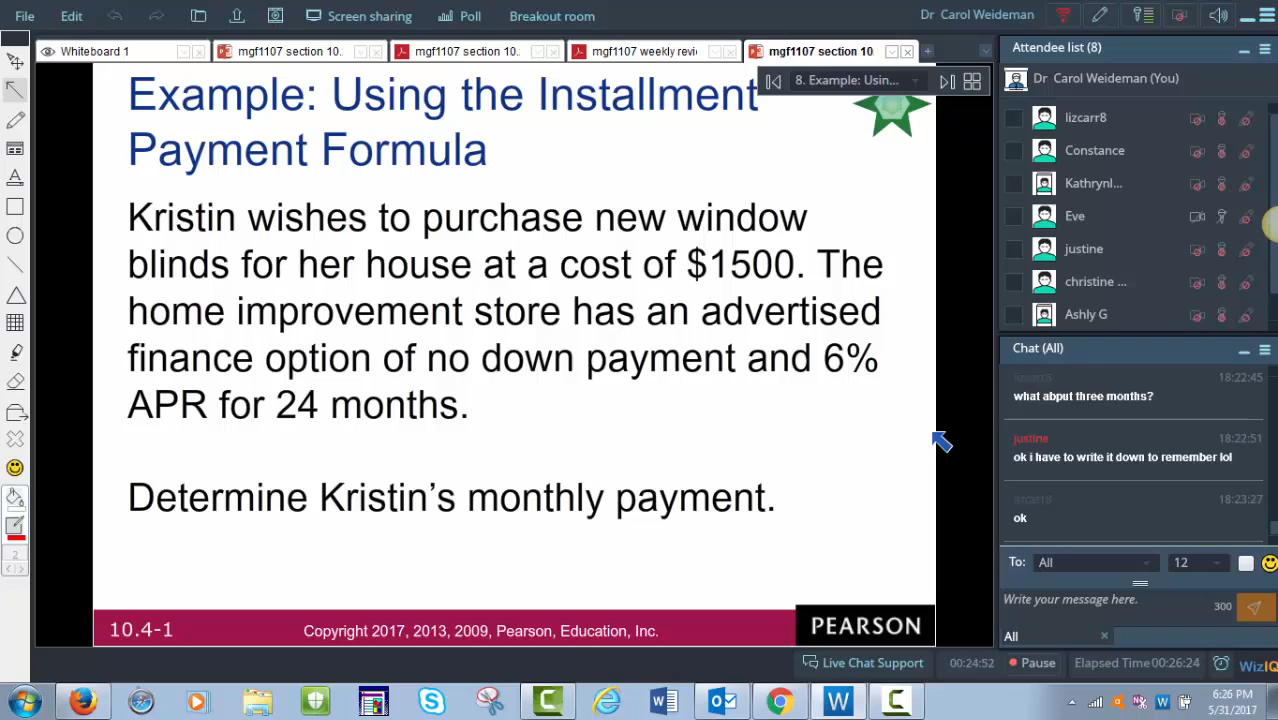 File Edit Screen sharing Poll Breakout room Dr Carol Weideman
Whiteboard 1 mgf1107 section 10.. mgf1107 section 10.. mgf1107 weekly revi mgf1107 section 10
8. Example: Usin...
Example: Using the Installment
Payment Formula
Kristin wishes to purchase new window
blinds for her house at a cost of $1500. The
home improvement store has an advertised
finance option of no down payment and 6%
APR for 24 months.
Determine Kristin's monthly payment.
10.4-1 Copyright 2017, 2013, 2009, Pearson, Education, Inc. PEARSON
2
Attendee list (8)
Dr Carol Weideman (You)
lizcarr8
Constance
Kathrynl...
Eve
justine
christine ...
Ashly G
Chat (All)
lizcarr8 18:22:45
what abput three months?
justine 18:22:51
ok i have to write it down to remember lol
18:23:27
ok
To: All 12
Write your message here. 300
All
Live Chat Support 00:24:52 Pause Elapsed Time 00:26:24 WizIQ
6:26 PM
5/31/2017